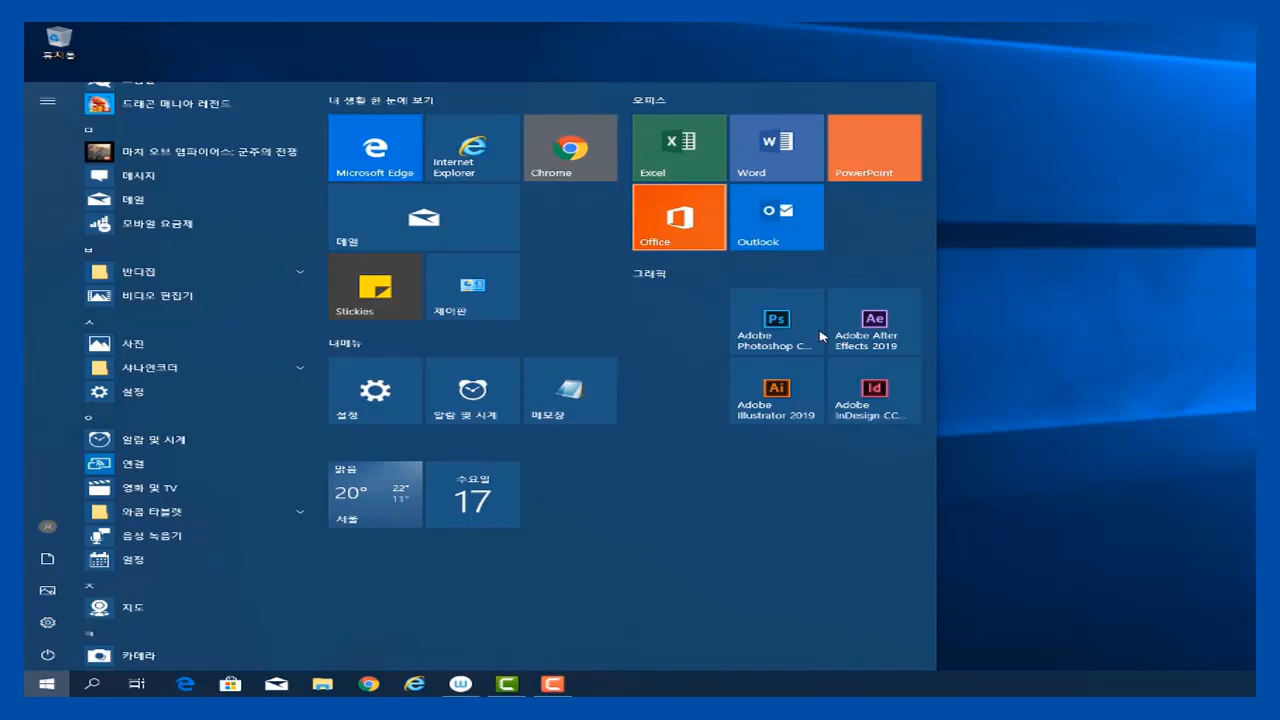 휴지통
드래곤 매니아 레전드
ㅁ
마치 오브 엠파이어스: 군주의 전쟁
메시지
메일
모바일 요금제
ㅂ
반디집
비디오 편집기
ㅅ
사진
샤나인코더
설정
ㅇ
알람 및 시계
연결
영화 및 TV
와콤 타블렛
음성 녹음기
일정
ㅈ
지도
ㅋ
카메라
내 생활 한 눈에 보기
Microsoft Edge
Internet
Explorer
Chrome
메일
Stickies
제어판
내메뉴
설정
알람 및 시계
메모장
맑음
20° 22° 11°
서울
수요일
17
오피스
Excel
Word
PowerPoint
Office
Outlook
그래픽
Ps
Adobe
Photoshop C...
Ae
Adobe After
Effects 2019
Ai
Adobe
Illustrator 2019
Id
Adobe
InDesign CC...